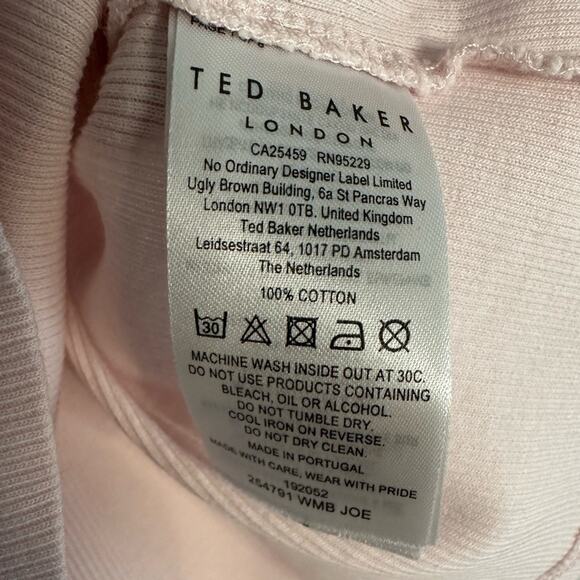 TED BAKER
LONDON
CA25459 RN95229
No Ordinary Designer Label Limited
Ugly Brown Building, 6a St Pancras Way
London NW1 0TB. United Kingdom
Ted Baker Netherlands
Leidsestraat 64, 1017 PD Amsterdam
The Netherlands
100% COTTON
30
MACHINE WASH INSIDE OUT AT 30C.
DO NOT USE PRODUCTS CONTAINING
BLEACH, OIL OR ALCOHOL.
DO NOT TUMBLE DRY.
COOL IRON ON REVERSE.
DO NOT DRY CLEAN.
MADE IN PORTUGAL
MADE WITH CARE, WEAR WITH PRIDE
192052
254791 WMB JOE